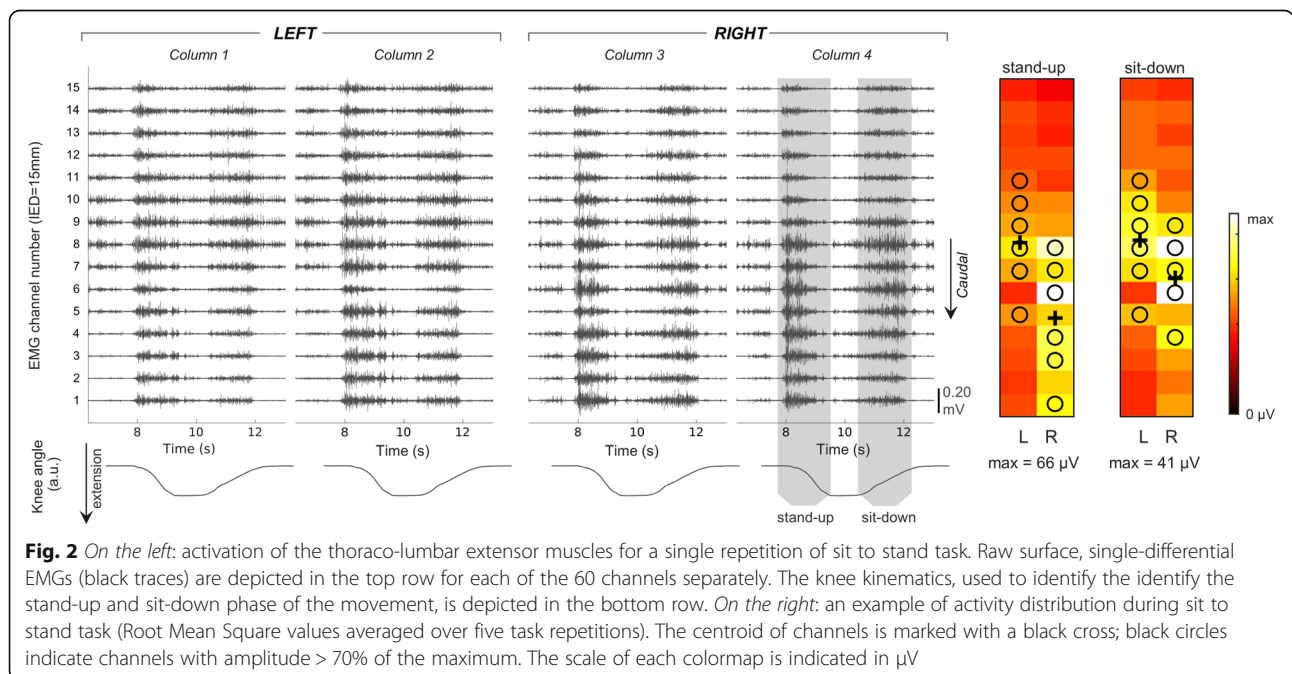 LEFT
RIGHT
Column 1
Column 2
Column 3
Column 4
stand-up
sit-down
EMG channel number (IED=15mm)
15
14
13
12
11
10
9
8
7
6
5
4
3
2
1
Caudal
0.20
mV
max
0 µV
8 10 12
8 10 12
8 10 12
8 10 12
Time (s)
Time (s)
Time (s)
Time (s)
L R
L R
max = 66 µV
max = 41 µV
Knee angle
(a.u.)
extension
stand-up
sit-down
Fig. 2 On the left: activation of the thoraco-lumbar extensor muscles for a single repetition of sit to stand task. Raw surface, single-differential
EMGs (black traces) are depicted in the top row for each of the 60 channels separately. The knee kinematics, used to identify the identify the
stand-up and sit-down phase of the movement, is depicted in the bottom row. On the right: an example of activity distribution during sit to
stand task (Root Mean Square values averaged over five task repetitions). The centroid of channels is marked with a black cross; black circles
indicate channels with amplitude > 70% of the maximum. The scale of each colormap is indicated in µV